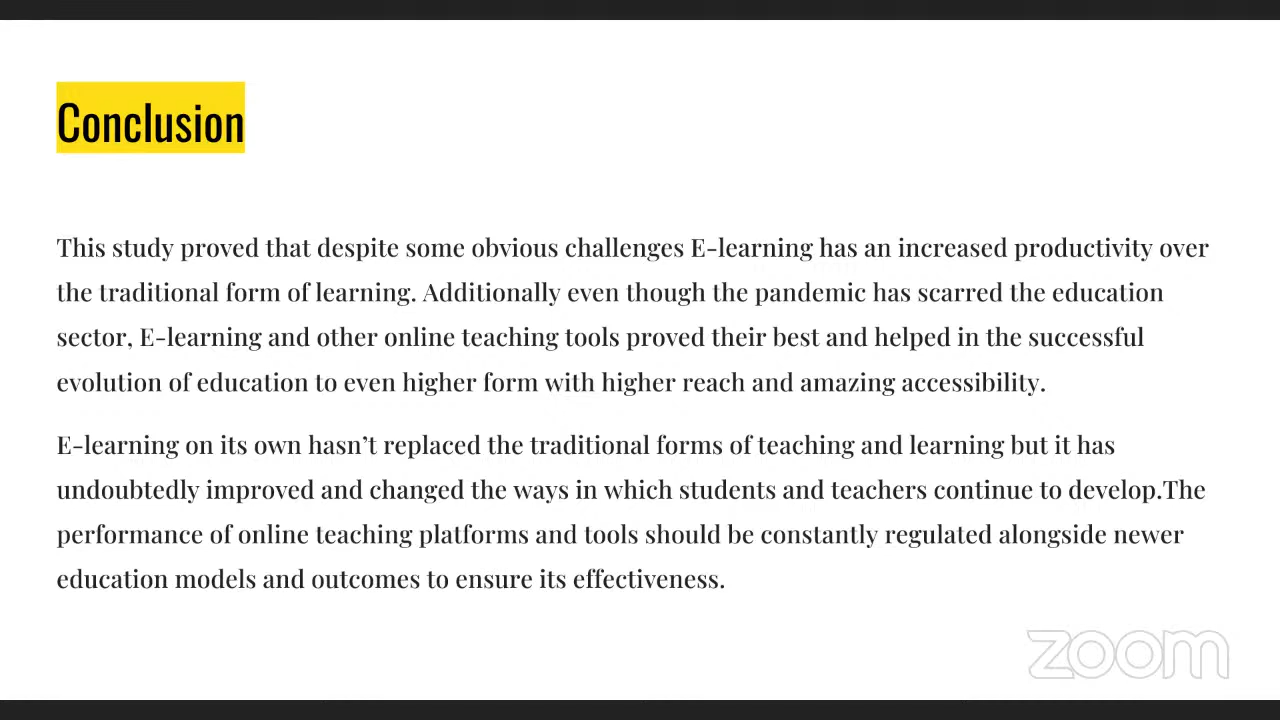 Conclusion
This study proved that despite some obvious challenges E-learning has an increased productivity over
the traditional form of learning. Additionally even though the pandemic has scarred the education
sector, E-learning and other online teaching tools proved their best and helped in the successful
evolution of education to even higher form with higher reach and amazing accessibility.
E-learning on its own hasn’t replaced the traditional forms of teaching and learning but it has
undoubtedly improved and changed the ways in which students and teachers continue to develop.The
performance of online teaching platforms and tools should be constantly regulated alongside newer
education models and outcomes to ensure its effectiveness.
zoom